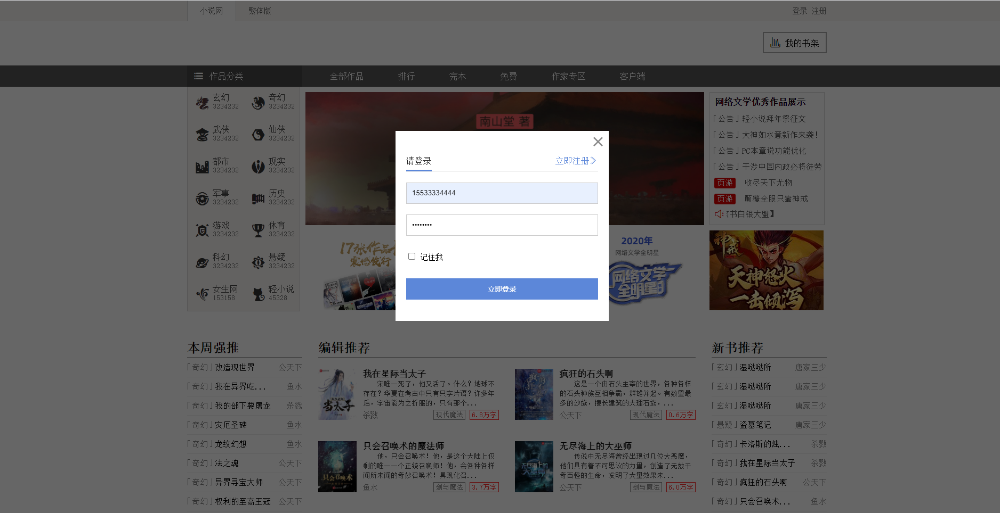 小说网 繁体版 登录 注册
我的书架
作品分类 全部作品 排行 完本 免费 作家专区 客户端
玄幻 奇幻
3234232 3234232
武侠 仙侠
3234232 3234232
都市 现实
3234232 3234232
军事 历史
3234232 3234232
游戏 体育
3234232 3234232
科幻 悬疑
3234232 3234232
女生网 轻小说
153158 45328
南山堂 著
请登录 立即注册
15533334444
••••••••
记住我
立即登录
17张作品
震撼发行
2020年
网络文学全明星
网络文学
全明星
网络文学优秀作品展示
「公告」轻小说拜年祭征文
「公告」大神如水意新作来袭!
「公告」PC本章说功能优化
「公告」干涉中国内政必将徒劳
页游 收尽天下尤物
页游 颠覆全服只靠神戒
书白银大盟】
神戒
天神怒火
一击倾泻
本周强推
「奇幻」改造现世界 公天下
「奇幻」我在异界吃... 鱼水
「奇幻」我的部下要屠龙 杀戮
「奇幻」灾厄圣碑 鱼水
「奇幻」龙纹幻想 鱼水
「奇幻」法之魂 公天下
「奇幻」异界寻宝大师 公天下
「奇幻」权利的至高王冠 公天下
编辑推荐
我在星际当太子
宋唯一死了，他又活了。什么？地球不
存在？华夏在考古中只有只字片语？许多年
后，宇宙能为之折服的，只有那个...
杀戮 现代魔法 6.8万字
当太子
疯狂的石头啊
这是一个由石头主宰的世界，各种各样
的石头种族互相争霸，群雄并起。有数量最
多的沙族，擅长建筑的大理石族，...
公天下 现代魔法 0.6万字
只会召唤术的魔法师
他，只会召唤术！他，是这个大陆上仅
剩的唯一一个正统召唤师！他，会各种各样
闻所未闻的奇妙召唤术！具现化召...
鱼水 剑与魔法 3.7万字
只会召唤术
无尽海上的大巫师
传说中无尽海曾经出现过几位大恶魔，
他们具有着不可思议的力量，创造了无数千
奇百怪的生命，发明了大量效果未...
公天下 剑与魔法 6.0万字
无尽海上的
大巫师
新书推荐
「玄幻」湿哒哒所 唐家三少
「玄幻」湿哒哒所 唐家三少
「玄幻」湿哒哒所 唐家三少
「悬疑」盗墓笔记 唐家三少
「奇幻」卡洛斯的烛... 杀戮
「奇幻」我在星际当太子 杀戮
「奇幻」疯狂的石头啊 公天下
「奇幻」只会召唤术... 鱼水